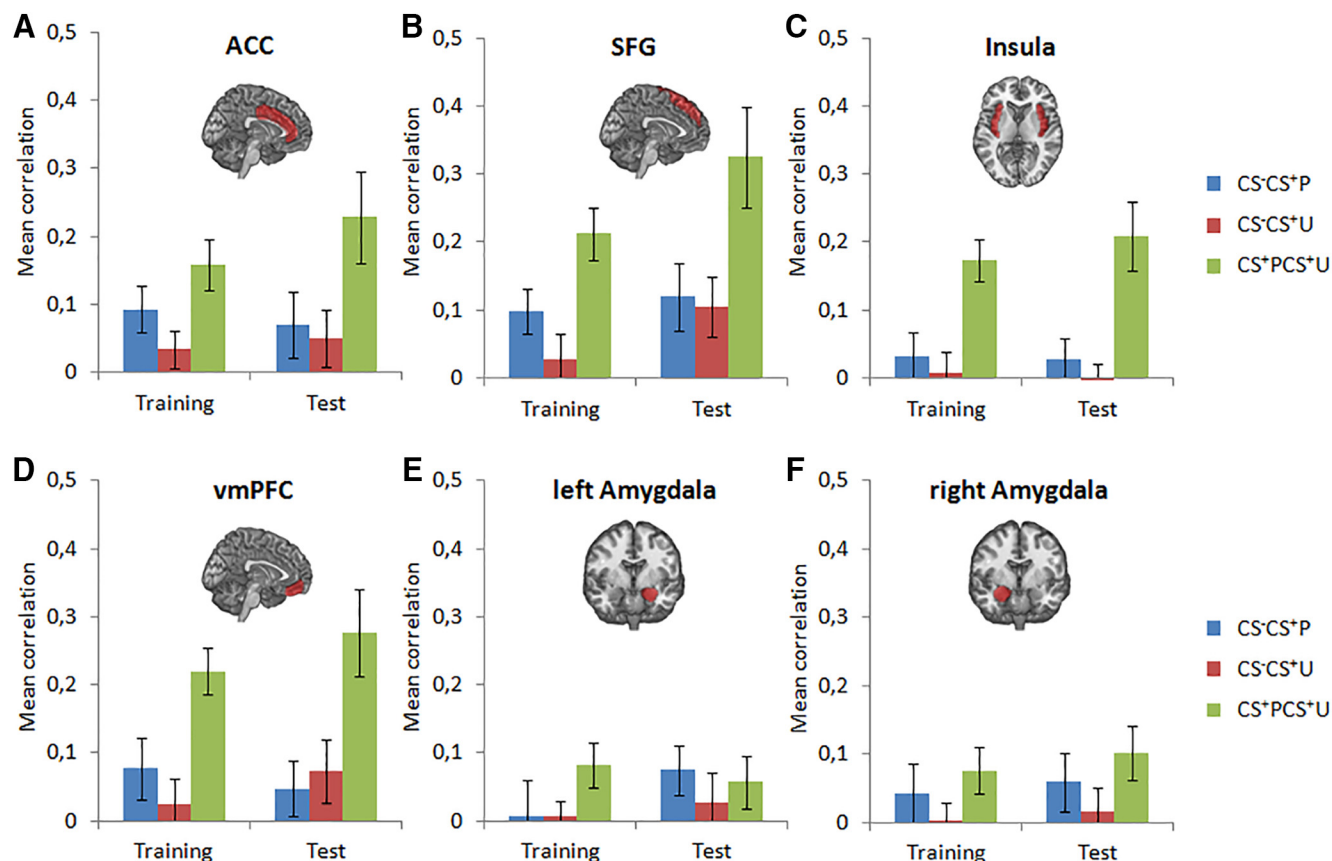 A
ACC
Mean correlation
0,5
0,4
0,3
0,2
0,1
0
Training Test
B
SFG
Mean correlation
0,5
0,4
0,3
0,2
0,1
0
Training Test
C
Insula
Mean correlation
0,5
0,4
0,3
0,2
0,1
0
Training Test
CS⁻CS⁺P
CS⁻CS⁺U
CS⁺PCS⁺U
D
vmPFC
Mean correlation
0,5
0,4
0,3
0,2
0,1
0
Training Test
E
left Amygdala
Mean correlation
0,5
0,4
0,3
0,2
0,1
0
Training Test
F
right Amygdala
Mean correlation
0,5
0,4
0,3
0,2
0,1
0
Training Test
CS⁻CS⁺P
CS⁻CS⁺U
CS⁺PCS⁺U